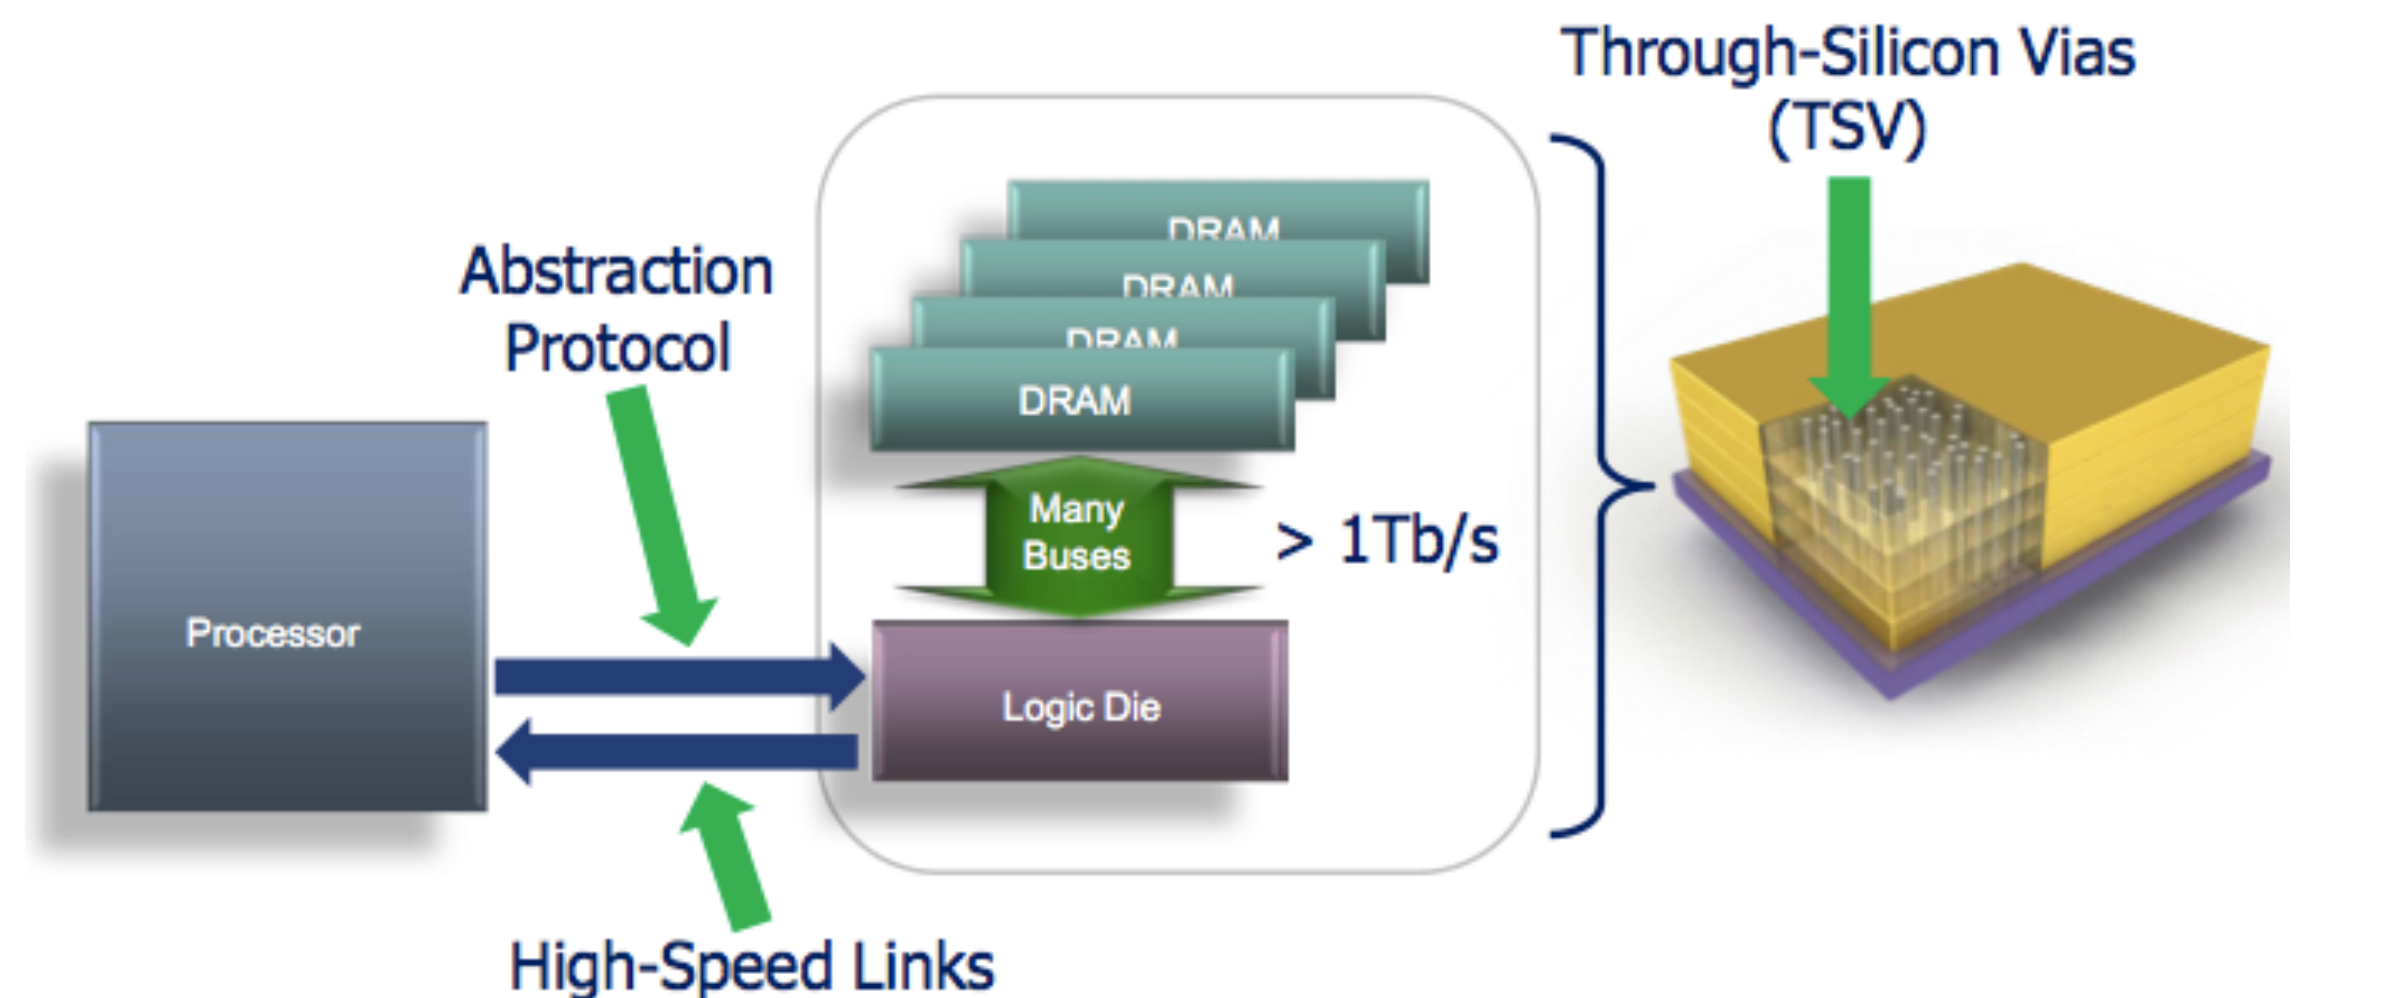 Through-Silicon Vias
(TSV)
Abstraction
Protocol
DRAM
DRAM
DRAM
DRAM
Many
Buses
> 1Tb/s
Processor
Logic Die
High-Speed Links